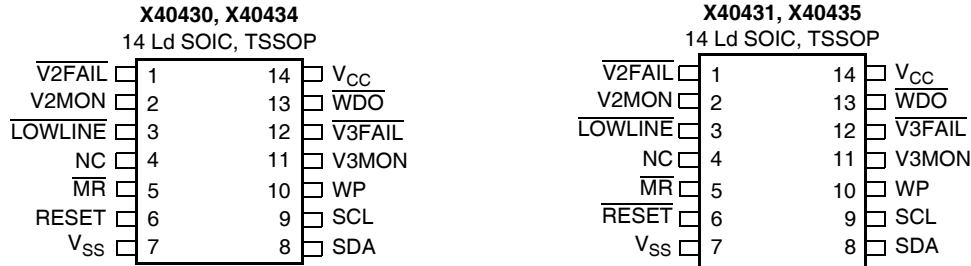 X40430, X40434
14 Ld SOIC, TSSOP
V2FAIL 1 14 VCC
V2MON 2 13 WDO
LOWLINE 3 12 V3FAIL
NC 4 11 V3MON
MR 5 10 WP
RESET 6 9 SCL
VSS 7 8 SDA
X40431, X40435
14 Ld SOIC, TSSOP
V2FAIL 1 14 VCC
V2MON 2 13 WDO
LOWLINE 3 12 V3FAIL
NC 4 11 V3MON
MR 5 10 WP
RESET 6 9 SCL
VSS 7 8 SDA